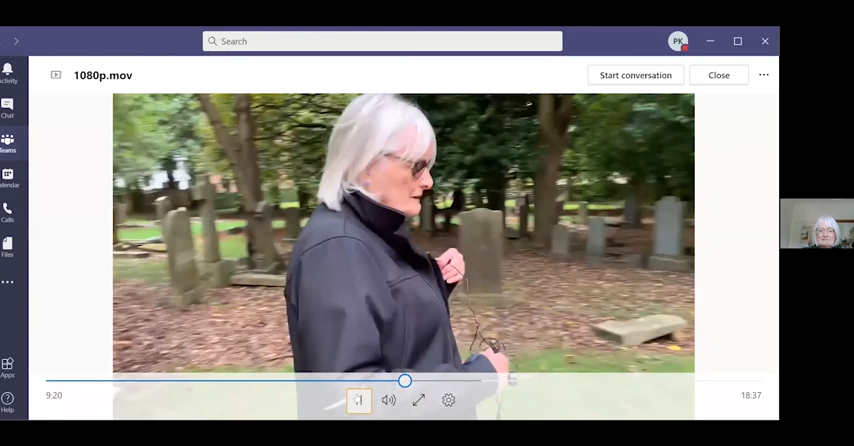 Search
PK
1080p.mov
Start conversation
Close
Activity
Chat
Teams
Calendar
Calls
Files
Apps
Help
9:20
18:37